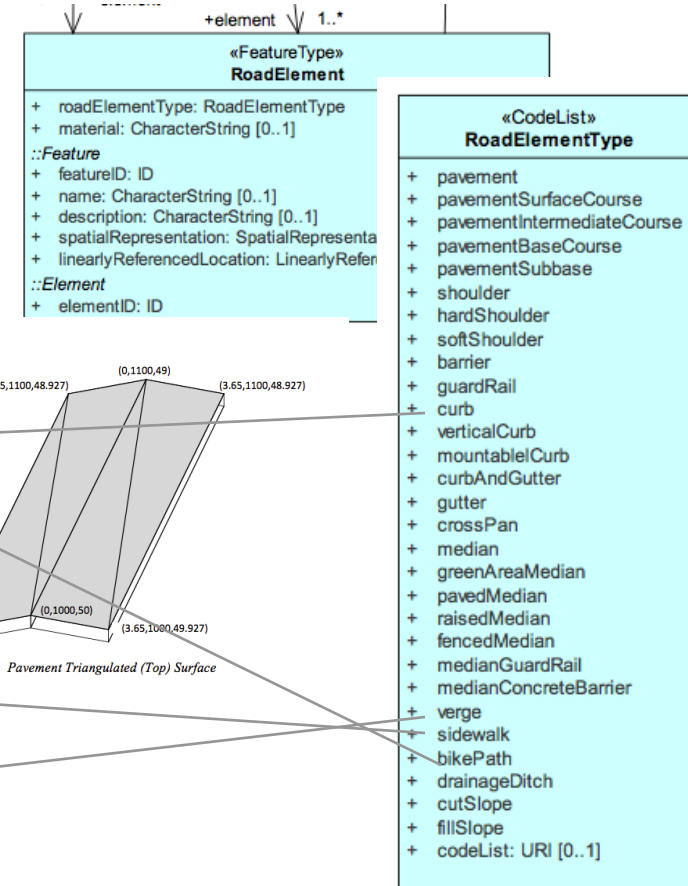 +element 1..*
«FeatureType»
RoadElement
+ roadElementType: RoadElementType
+ material: CharacterString [0..1]
::Feature
+ featureID: ID
+ name: CharacterString [0..1]
+ description: CharacterString [0..1]
+ spatialRepresentation: SpatialRepresenta
+ linearlyReferencedLocation: LinearlyRefer
::Element
+ elementID: ID
«CodeList»
RoadElementType
+ pavement
+ pavementSurfaceCourse
+ pavementIntermediateCourse
+ pavementBaseCourse
+ pavementSubbase
+ shoulder
+ hardShoulder
+ softShoulder
+ barrier
+ guardRail
+ curb
+ verticalCurb
+ mountablelCurb
+ curbAndGutter
+ gutter
+ crossPan
+ median
+ greenAreaMedian
+ pavedMedian
+ raisedMedian
+ fencedMedian
+ medianGuardRail
+ medianConcreteBarrier
+ verge
+ sidewalk
+ bikePath
+ drainageDitch
+ cutSlope
+ fillSlope
+ codeList: URI [0..1]
(0,1100,49)
5,1100,48.927)
(3.65,1100,48.927)
(0,1000,50)
(3.65,1000,49.927)
Pavement Triangulated (Top) Surface